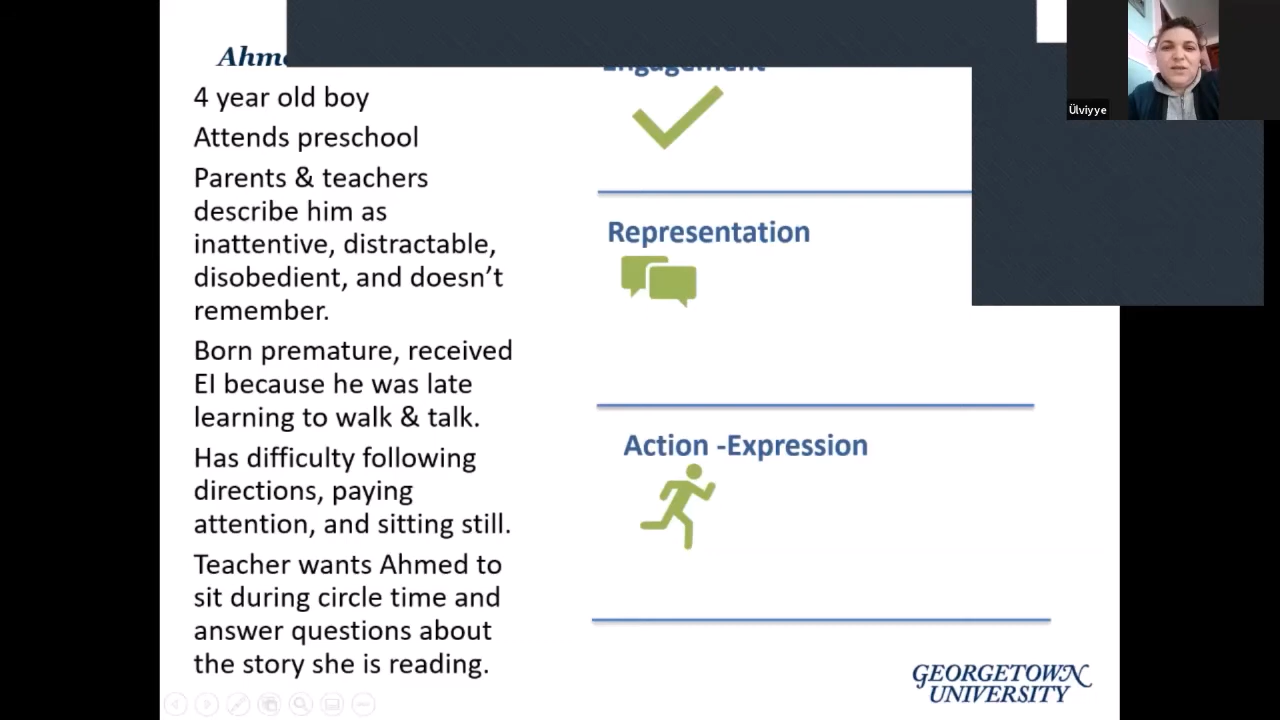 Ahme
4 year old boy
Attends preschool
Parents & teachers
describe him as
inattentive, distractable,
disobedient, and doesn't
remember.
Born premature, received
EI because he was late
learning to walk & talk.
Has difficulty following
directions, paying
attention, and sitting still.
Teacher wants Ahmed to
sit during circle time and
answer questions about
the story she is reading.
Engagement
Representation
Action -Expression
GEORGETOWN
UNIVERSITY
Ülviyye